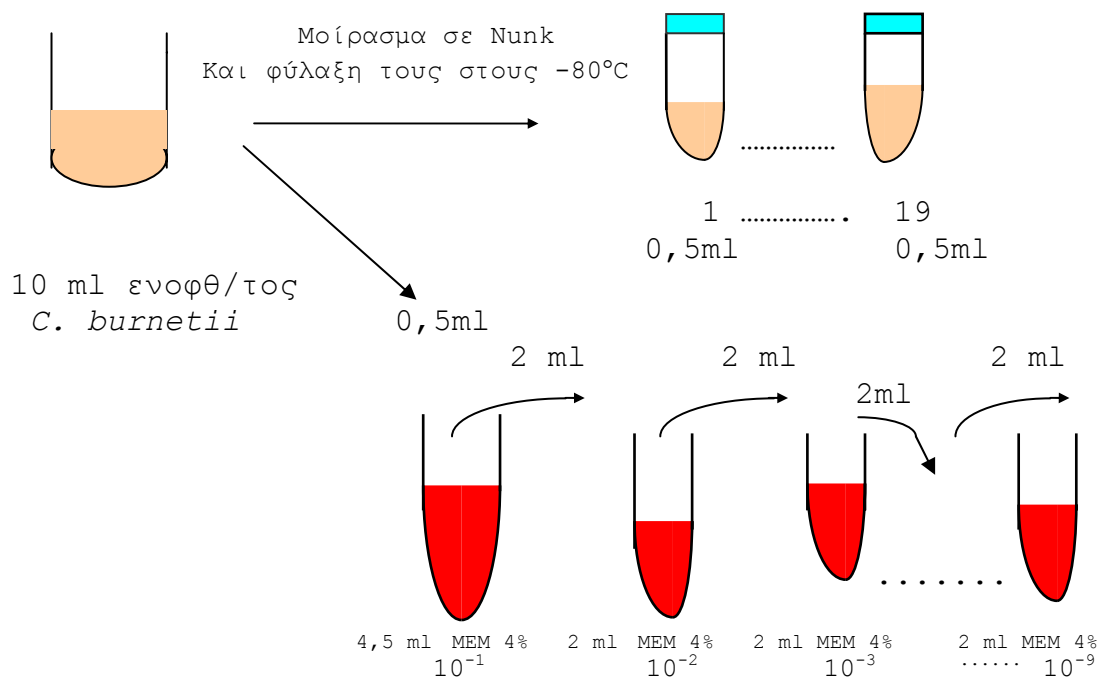 Μοίρασμα σε Nunk
Και φύλαξη τους στους -80°C
1 ................ 19
0,5ml 0,5ml
10 ml ενοφθ/τος
C. burnetii
0,5ml
2 ml 2 ml 2ml 2 ml
4,5 ml MEM 4% 2 ml MEM 4% 2 ml MEM 4% 2 ml MEM 4%
10⁻¹ 10⁻² 10⁻³ ...... 10⁻⁹